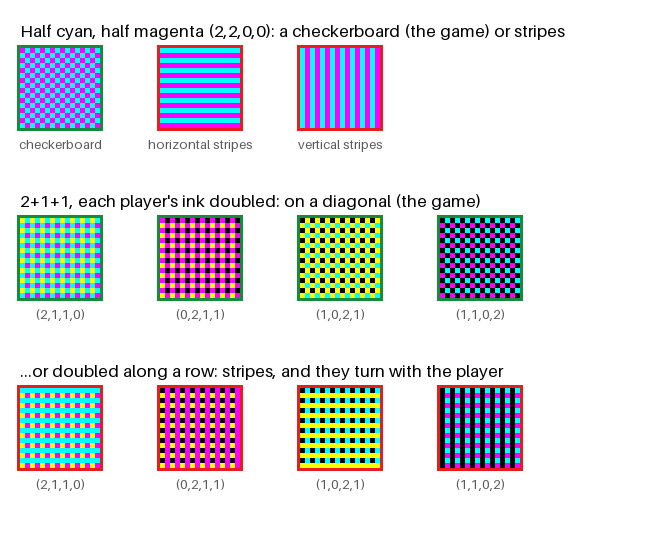 Half cyan, half magenta (2,2,0,0): a checkerboard (the game) or stripes
checkerboard horizontal stripes vertical stripes
2+1+1, each player's ink doubled: on a diagonal (the game)
(2,1,1,0) (0,2,1,1) (1,0,2,1) (1,1,0,2)
...or doubled along a row: stripes, and they turn with the player
(2,1,1,0) (0,2,1,1) (1,0,2,1) (1,1,0,2)